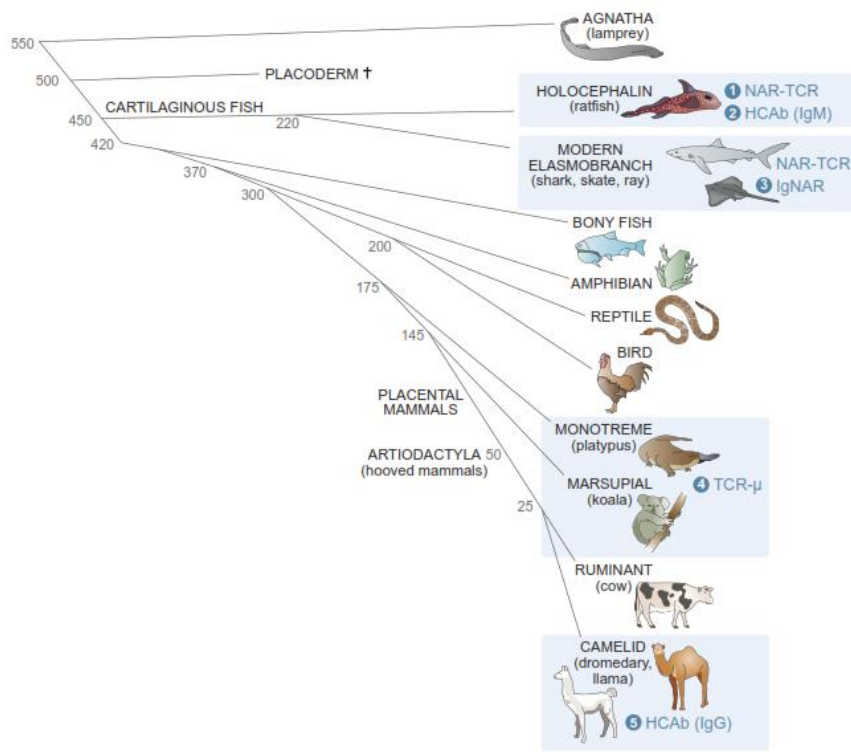 AGNATHA
(lamprey)
550
500
PLACODERM †
HOLOCEPHALIN
(ratfish)
1 NAR-TCR
2 HCAb (IgM)
CARTILAGINOUS FISH
450
220
420
MODERN
ELASMOBRANCH
(shark, skate, ray)
NAR-TCR
3 IgNAR
370
300
BONY FISH
200
AMPHIBIAN
175
REPTILE
145
BIRD
PLACENTAL
MAMMALS
MONOTREME
(platypus)
ARTIODACTYLA 50
(hooved mammals)
MARSUPIAL
(koala)
4 TCR-μ
25
RUMINANT
(cow)
CAMELID
(dromedary,
llama)
5 HCAb (IgG)